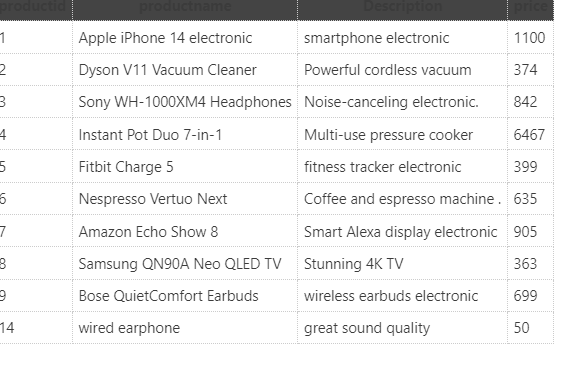 productid productname Description price
1 Apple iPhone 14 electronic smartphone electronic 1100
2 Dyson V11 Vacuum Cleaner Powerful cordless vacuum 374
3 Sony WH-1000XM4 Headphones Noise-canceling electronic. 842
4 Instant Pot Duo 7-in-1 Multi-use pressure cooker 6467
5 Fitbit Charge 5 fitness tracker electronic 399
6 Nespresso Vertuo Next Coffee and espresso machine . 635
7 Amazon Echo Show 8 Smart Alexa display electronic 905
8 Samsung QN90A Neo QLED TV Stunning 4K TV 363
9 Bose QuietComfort Earbuds wireless earbuds electronic 699
14 wired earphone great sound quality 50